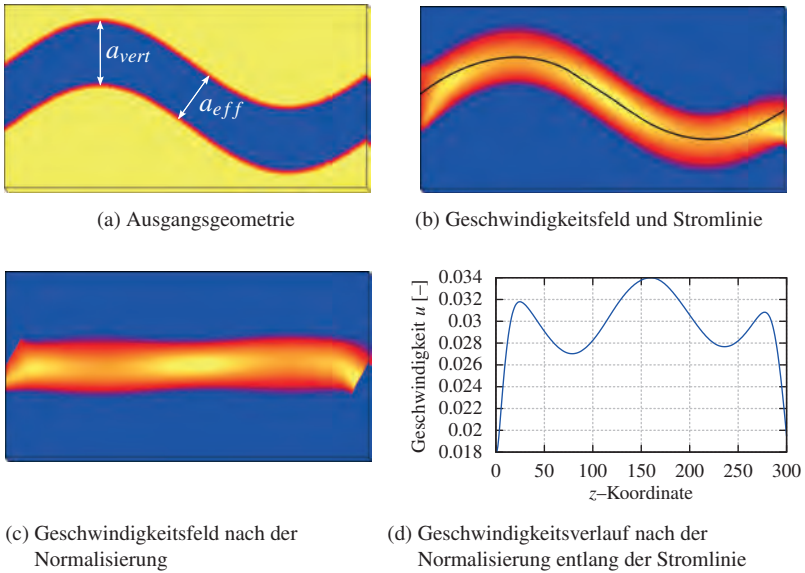 a_vert
a_eff
(a) Ausgangsgeometrie
(b) Geschwindigkeitsfeld und Stromlinie
(c) Geschwindigkeitsfeld nach der
Normalisierung
Geschwindigkeit u [−]
0.034
0.032
0.03
0.028
0.026
0.024
0.022
0.02
0.018
0 50 100 150 200 250 300
z–Koordinate
(d) Geschwindigkeitsverlauf nach der
Normalisierung entlang der Stromlinie